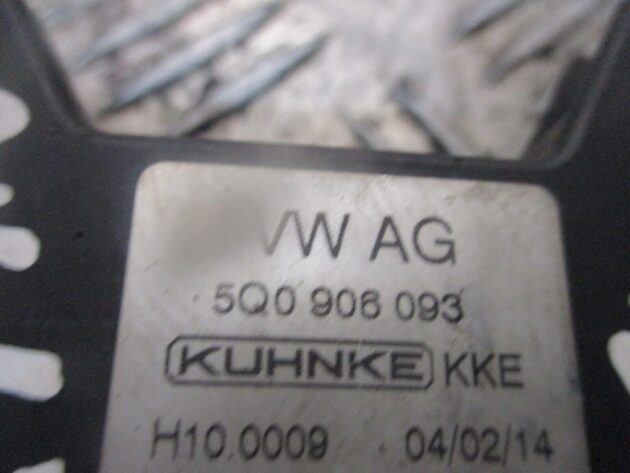 VW AG
5Q0 906 093
KUHNKE KKE
H10.0009 04/02/14